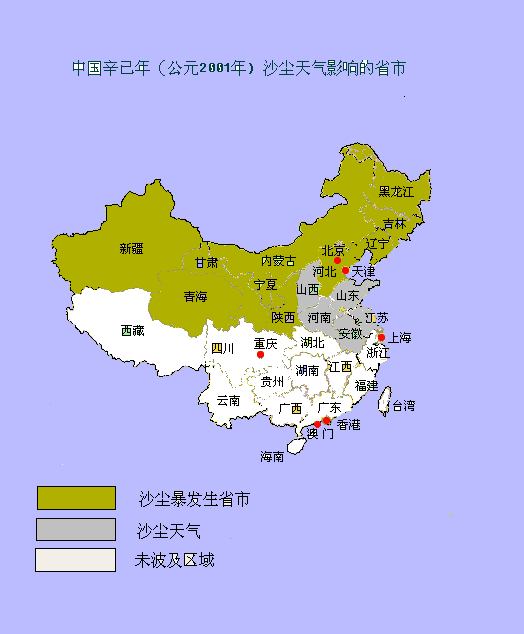 中国辛巳年（公元2001年）沙尘天气影响的省市
黑龙江
吉林
辽宁
北京
新疆
甘肃
内蒙古
河北
天津
宁夏
山西
山东
青海
陕西
河南
江苏
西藏
安徽
上海
四川
重庆
湖北
浙江
湖南
江西
贵州
福建
云南
广西
广东
台湾
香港
澳门
海南
沙尘暴发生省市
沙尘天气
未波及区域